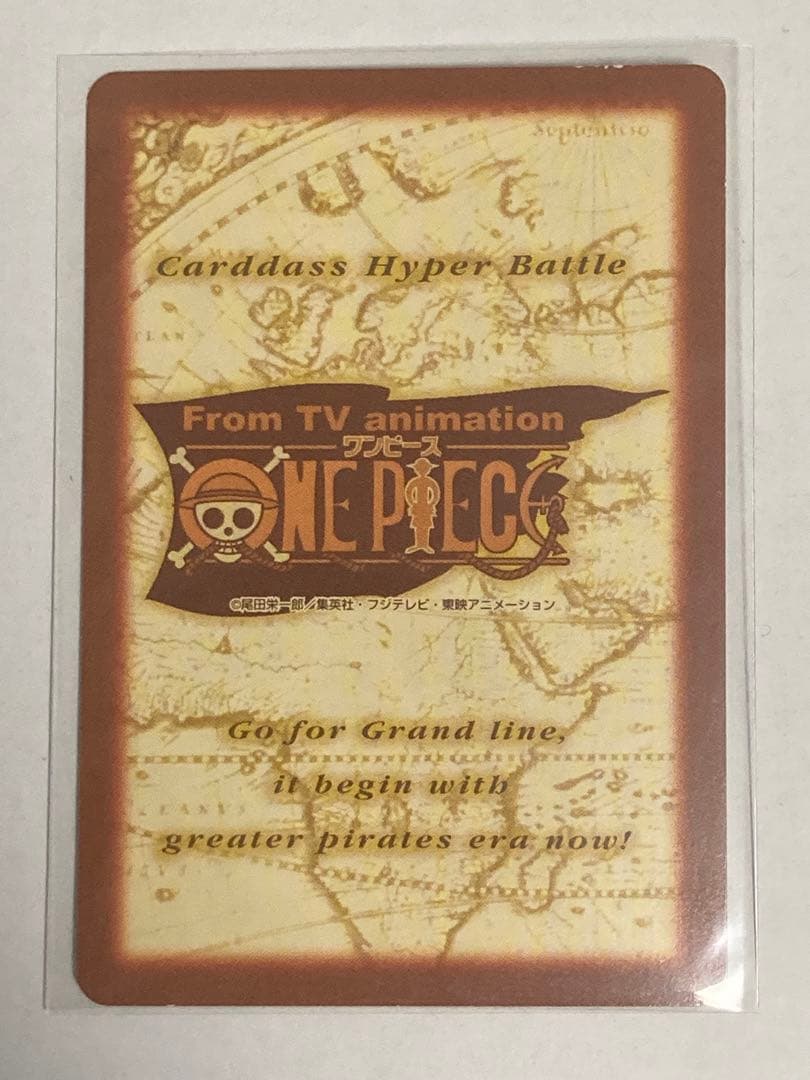 Septentrio
Carddass Hyper Battle
From TV animation
ワンピース
ONE PIECE
©尾田栄一郎/集英社・フジテレビ・東映アニメーション
Go for Grand line,
it begin with
greater pirates era now!